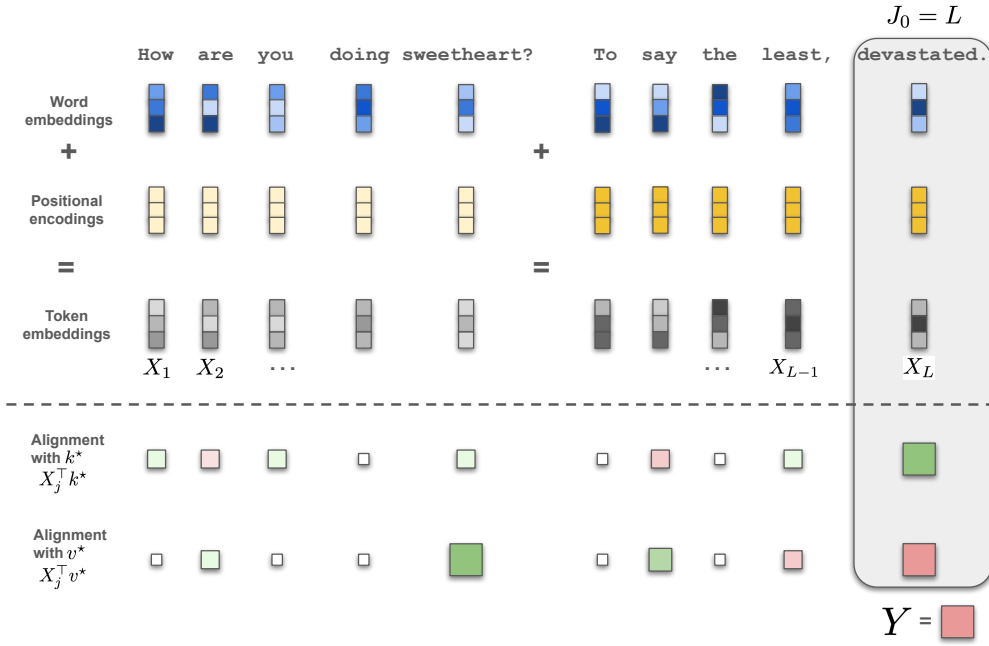 J₀ = L
How are you doing sweetheart? To say the least, devastated.
Word
embeddings
+ +
Positional
encodings
= =
Token
embeddings
X₁ X₂ ... ... X_{L−1} X_L
Alignment
with k⋆
X_j^⊤ k⋆
Alignment
with v⋆
X_j^⊤ v⋆
Y =